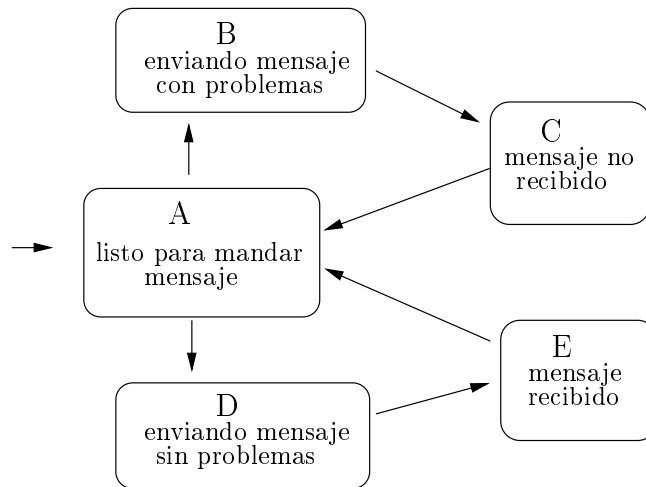 B
enviando mensaje
con problemas
C
mensaje no
recibido
A
listo para mandar
mensaje
E
mensaje
recibido
D
enviando mensaje
sin problemas